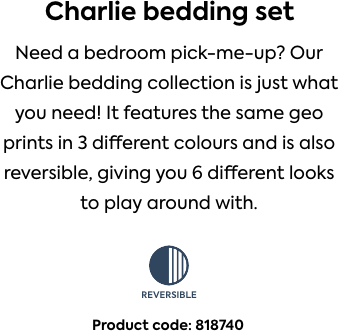 Charlie bedding set
Need a bedroom pick-me-up? Our
Charlie bedding collection is just what
you need! It features the same geo
prints in 3 different colours and is also
reversible, giving you 6 different looks
to play around with.
REVERSIBLE
Product code: 818740